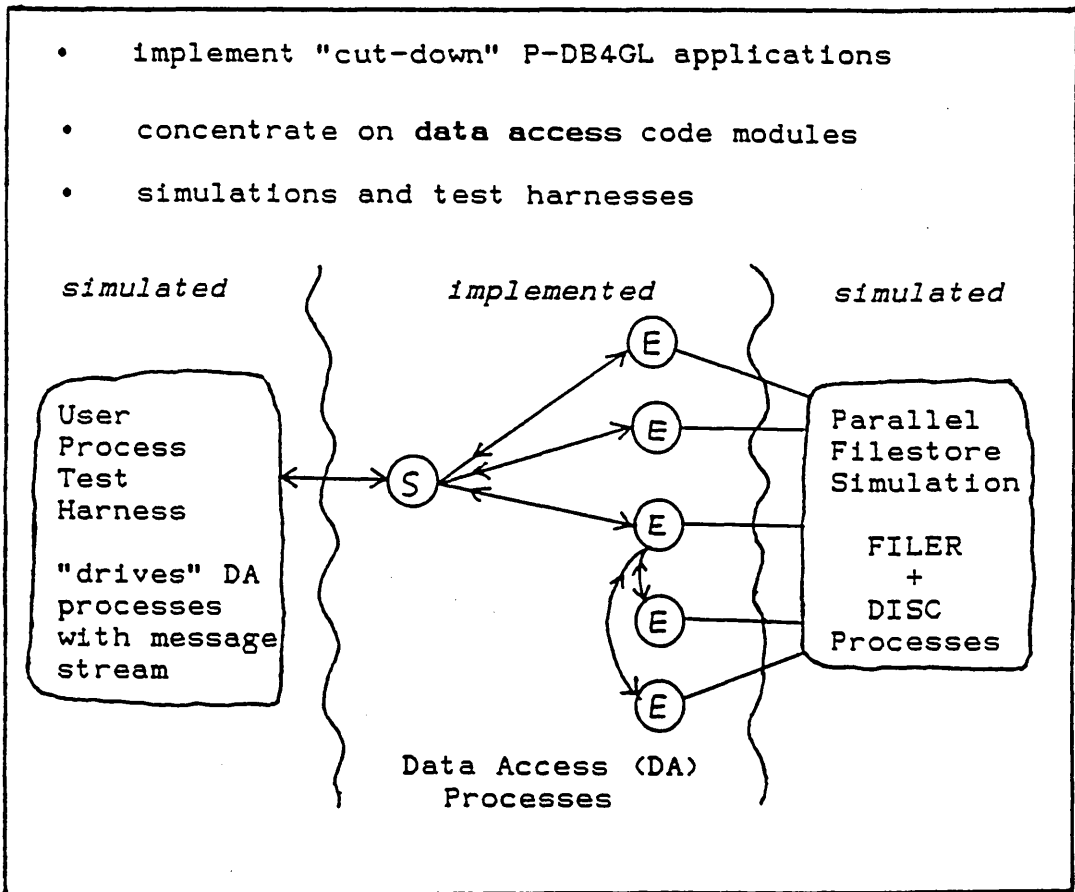 • implement "cut-down" P-DB4GL applications
• concentrate on data access code modules
• simulations and test harnesses
simulated
implemented
simulated
User
Process
Test
Harness
"drives" DA
processes
with message
stream
S
E
E
E
E
E
Data Access (DA)
Processes
Parallel
Filestore
Simulation
FILER
+
DISC
Processes